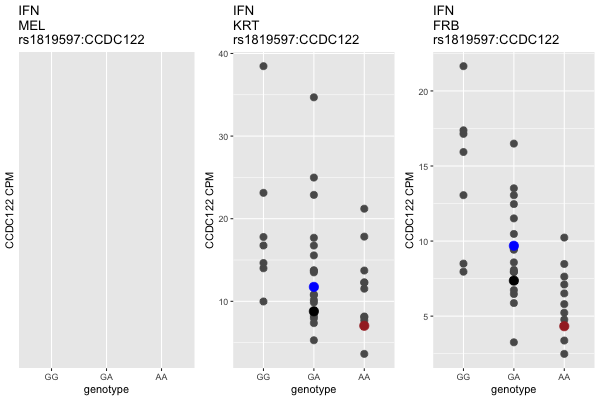 IFN
MEL
rs1819597:CCDC122
CCDC122 CPM
GG GA AA
genotype
IFN
KRT
rs1819597:CCDC122
CCDC122 CPM
40
30
20
10
GG GA AA
genotype
IFN
FRB
rs1819597:CCDC122
CCDC122 CPM
20
15
10
5
GG GA AA
genotype